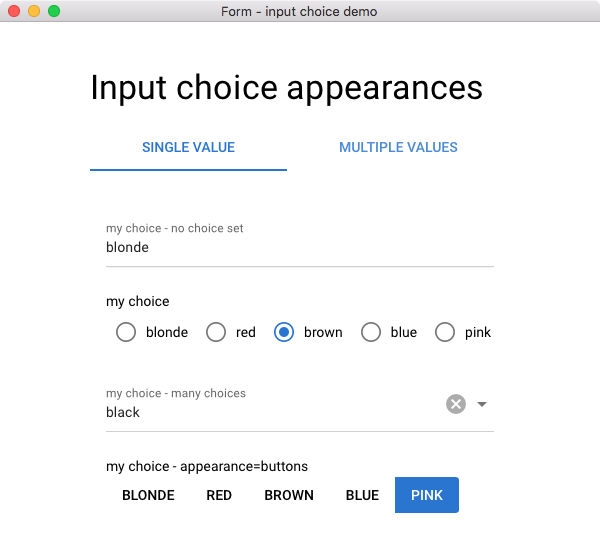 Form - input choice demo
Input choice appearances
SINGLE VALUE MULTIPLE VALUES
my choice - no choice set
blonde
my choice
blonde red brown blue pink
my choice - many choices
black
my choice - appearance=buttons
BLONDE RED BROWN BLUE PINK